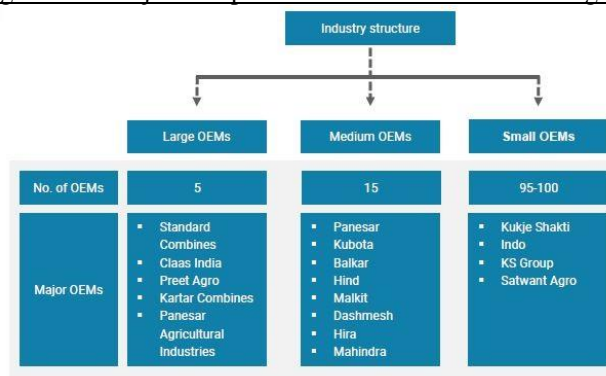 Industry structure
Large OEMs
Medium OEMs
Small OEMs
No. of OEMs
5
15
95-100
Major OEMs
▪ Standard
Combines
▪ Claas India
▪ Preet Agro
▪ Kartar Combines
▪ Panesar
Agricultural
Industries
▪ Panesar
▪ Kubota
▪ Balkar
▪ Hind
▪ Malkit
▪ Dashmesh
▪ Hira
▪ Mahindra
▪ Kukje Shakti
▪ Indo
▪ KS Group
▪ Satwant Agro